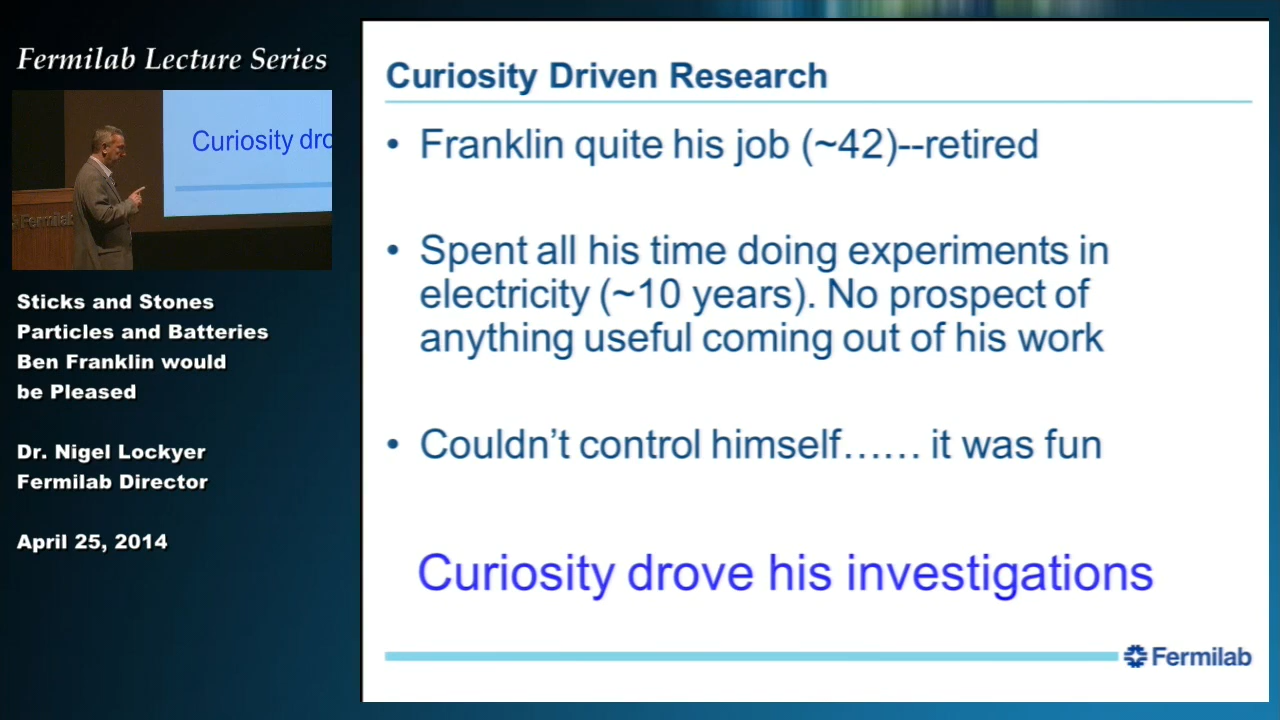 Fermilab Lecture Series
Curiosity dro
Fermilab
Sticks and Stones
Particles and Batteries
Ben Franklin would
be Pleased
Dr. Nigel Lockyer
Fermilab Director
April 25, 2014
Curiosity Driven Research
• Franklin quite his job (~42)--retired
• Spent all his time doing experiments in
electricity (~10 years). No prospect of
anything useful coming out of his work
• Couldn't control himself…… it was fun
Curiosity drove his investigations
Fermilab